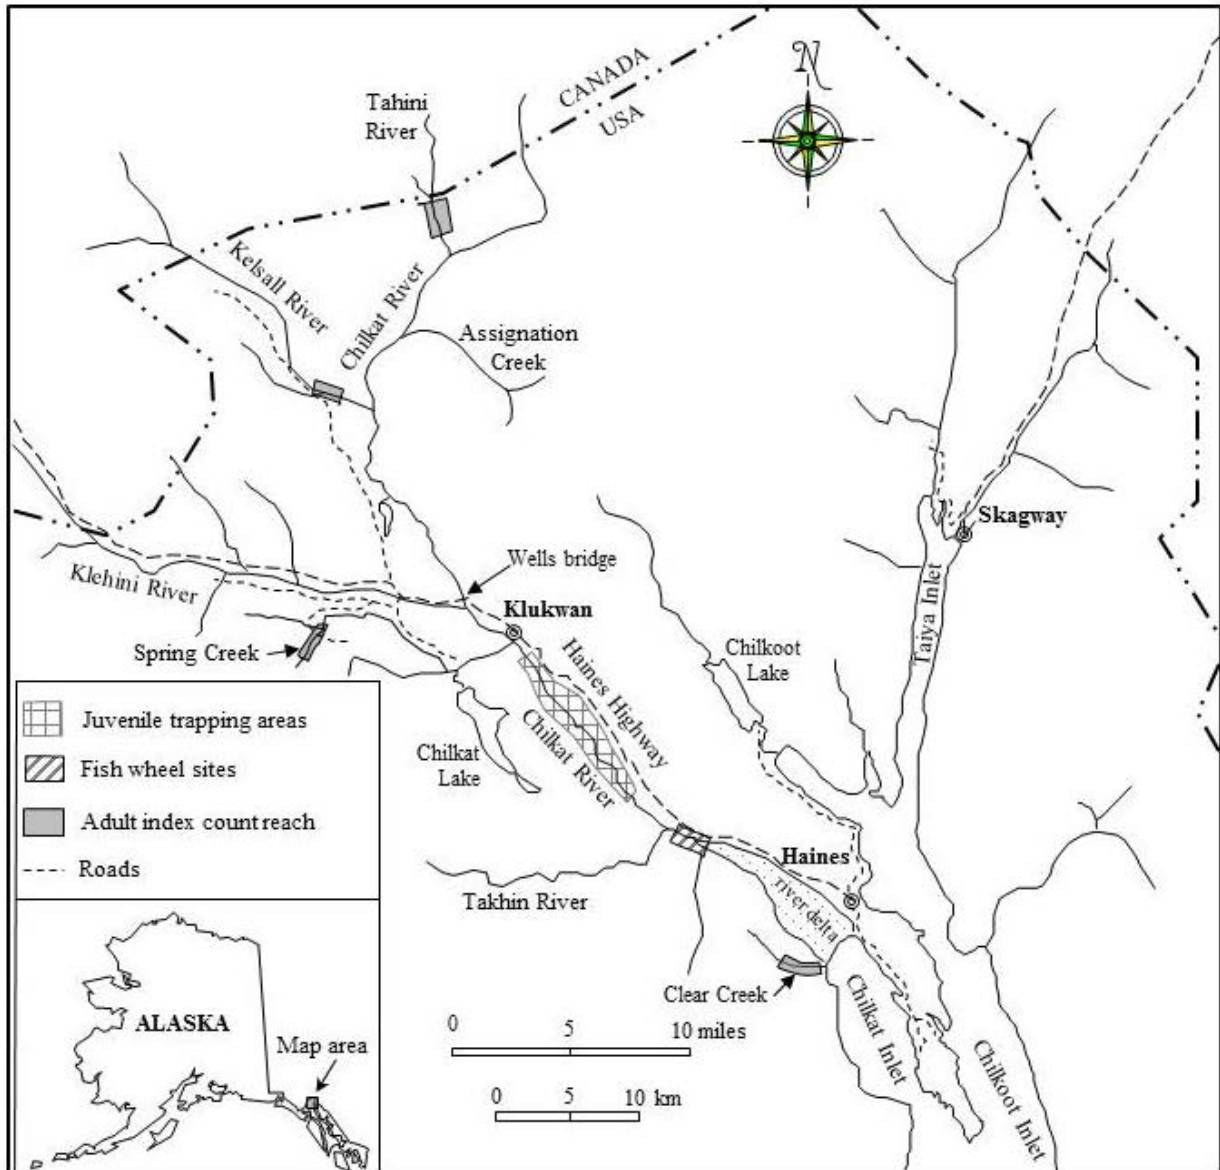 N
CANADA
USA
Tahini
River
Kelsall River
Chilkat River
Assignation
Creek
Skagway
Wells bridge
Klehini River
Klukwan
Taiya Inlet
Spring Creek
Chilkoot
Lake
Haines Highway
Chilkat River
Chilkat
Lake
Juvenile trapping areas
Fish wheel sites
Adult index count reach
Roads
Haines
Takhin River
river delta
Clear Creek
Chilkat Inlet
Chilkoot Inlet
0 5 10 miles
0 5 10 km
ALASKA
Map area